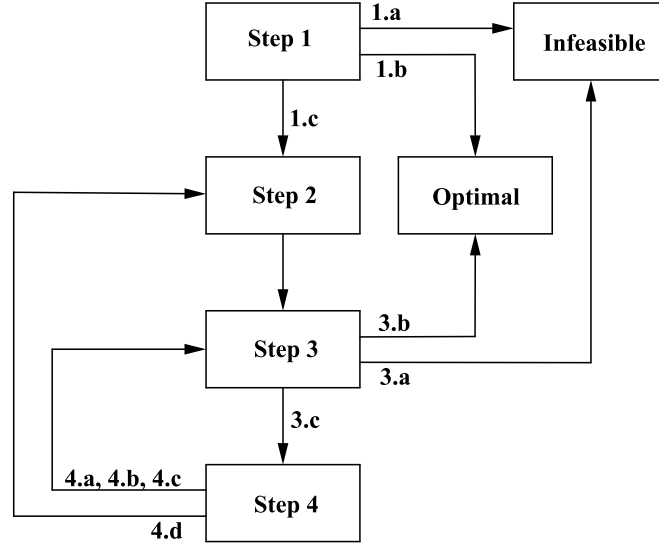 1.a
Step 1
Infeasible
1.b
1.c
Step 2
Optimal
3.b
Step 3
3.a
3.c
4.a, 4.b, 4.c
Step 4
4.d